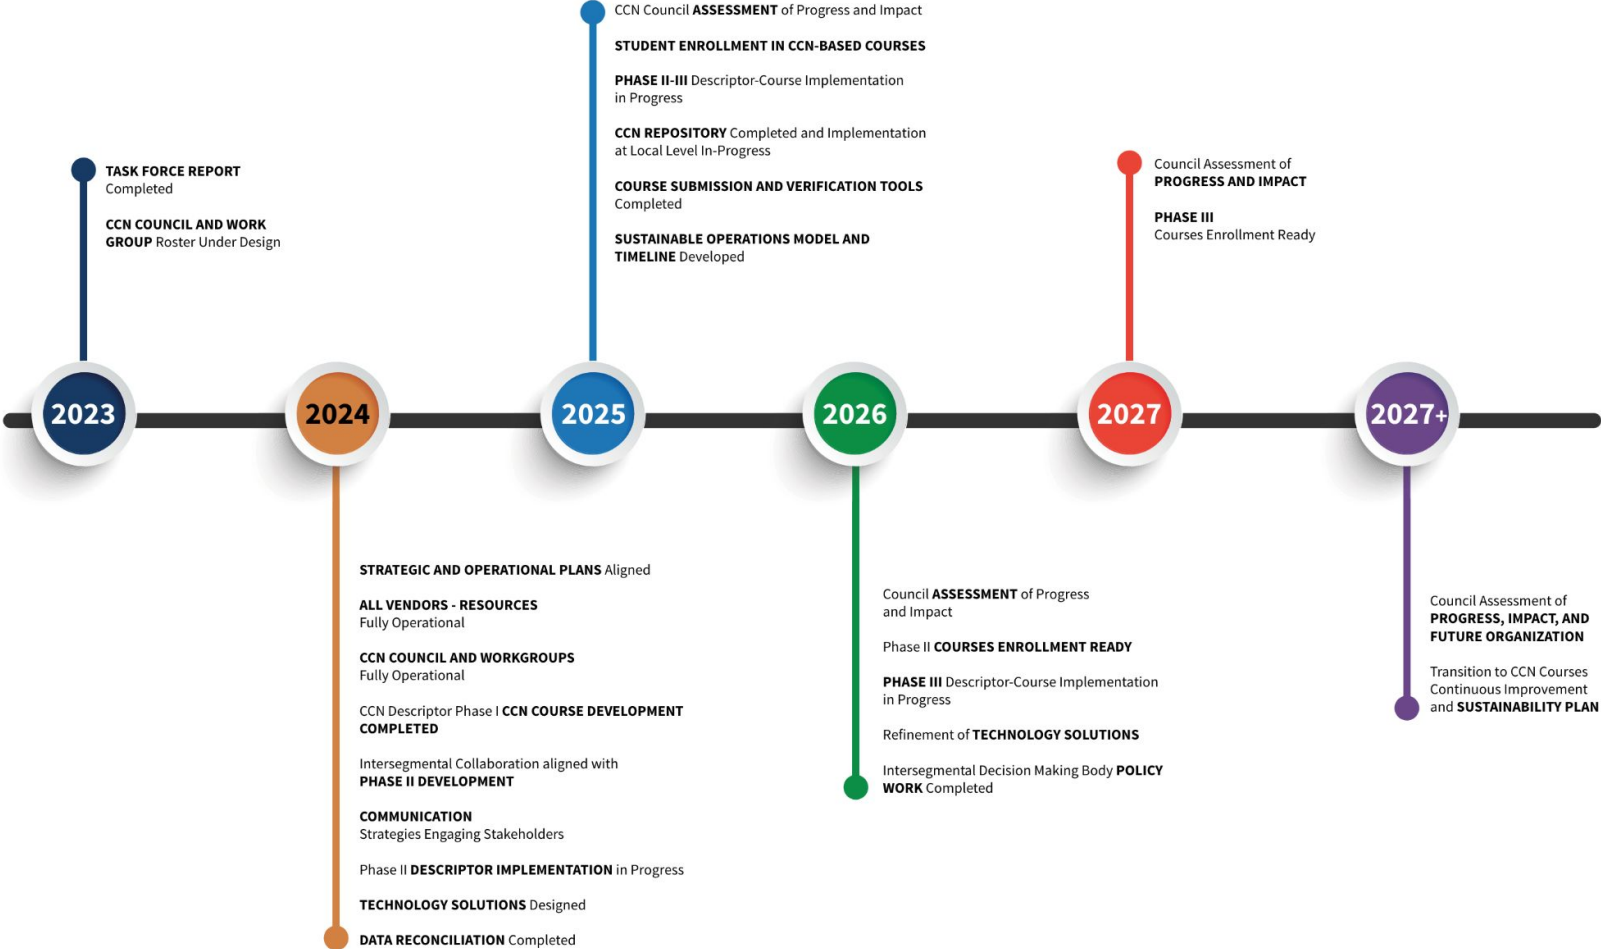 CCN Council ASSESSMENT of Progress and Impact
STUDENT ENROLLMENT IN CCN-BASED COURSES
PHASE II-III Descriptor-Course Implementation
in Progress
CCN REPOSITORY Completed and Implementation
at Local Level In-Progress
COURSE SUBMISSION AND VERIFICATION TOOLS
Completed
SUSTAINABLE OPERATIONS MODEL AND
TIMELINE Developed
TASK FORCE REPORT
Completed
CCN COUNCIL AND WORK
GROUP Roster Under Design
Council Assessment of
PROGRESS AND IMPACT
PHASE III
Courses Enrollment Ready
2023
2024
2025
2026
2027
2027+
STRATEGIC AND OPERATIONAL PLANS Aligned
ALL VENDORS - RESOURCES
Fully Operational
CCN COUNCIL AND WORKGROUPS
Fully Operational
CCN Descriptor Phase I CCN COURSE DEVELOPMENT
COMPLETED
Intersegmental Collaboration aligned with
PHASE II DEVELOPMENT
COMMUNICATION
Strategies Engaging Stakeholders
Phase II DESCRIPTOR IMPLEMENTATION in Progress
TECHNOLOGY SOLUTIONS Designed
DATA RECONCILIATION Completed
Council ASSESSMENT of Progress
and Impact
Phase II COURSES ENROLLMENT READY
PHASE III Descriptor-Course Implementation
in Progress
Refinement of TECHNOLOGY SOLUTIONS
Intersegmental Decision Making Body POLICY
WORK Completed
Council Assessment of
PROGRESS, IMPACT, AND
FUTURE ORGANIZATION
Transition to CCN Courses
Continuous Improvement
and SUSTAINABILITY PLAN